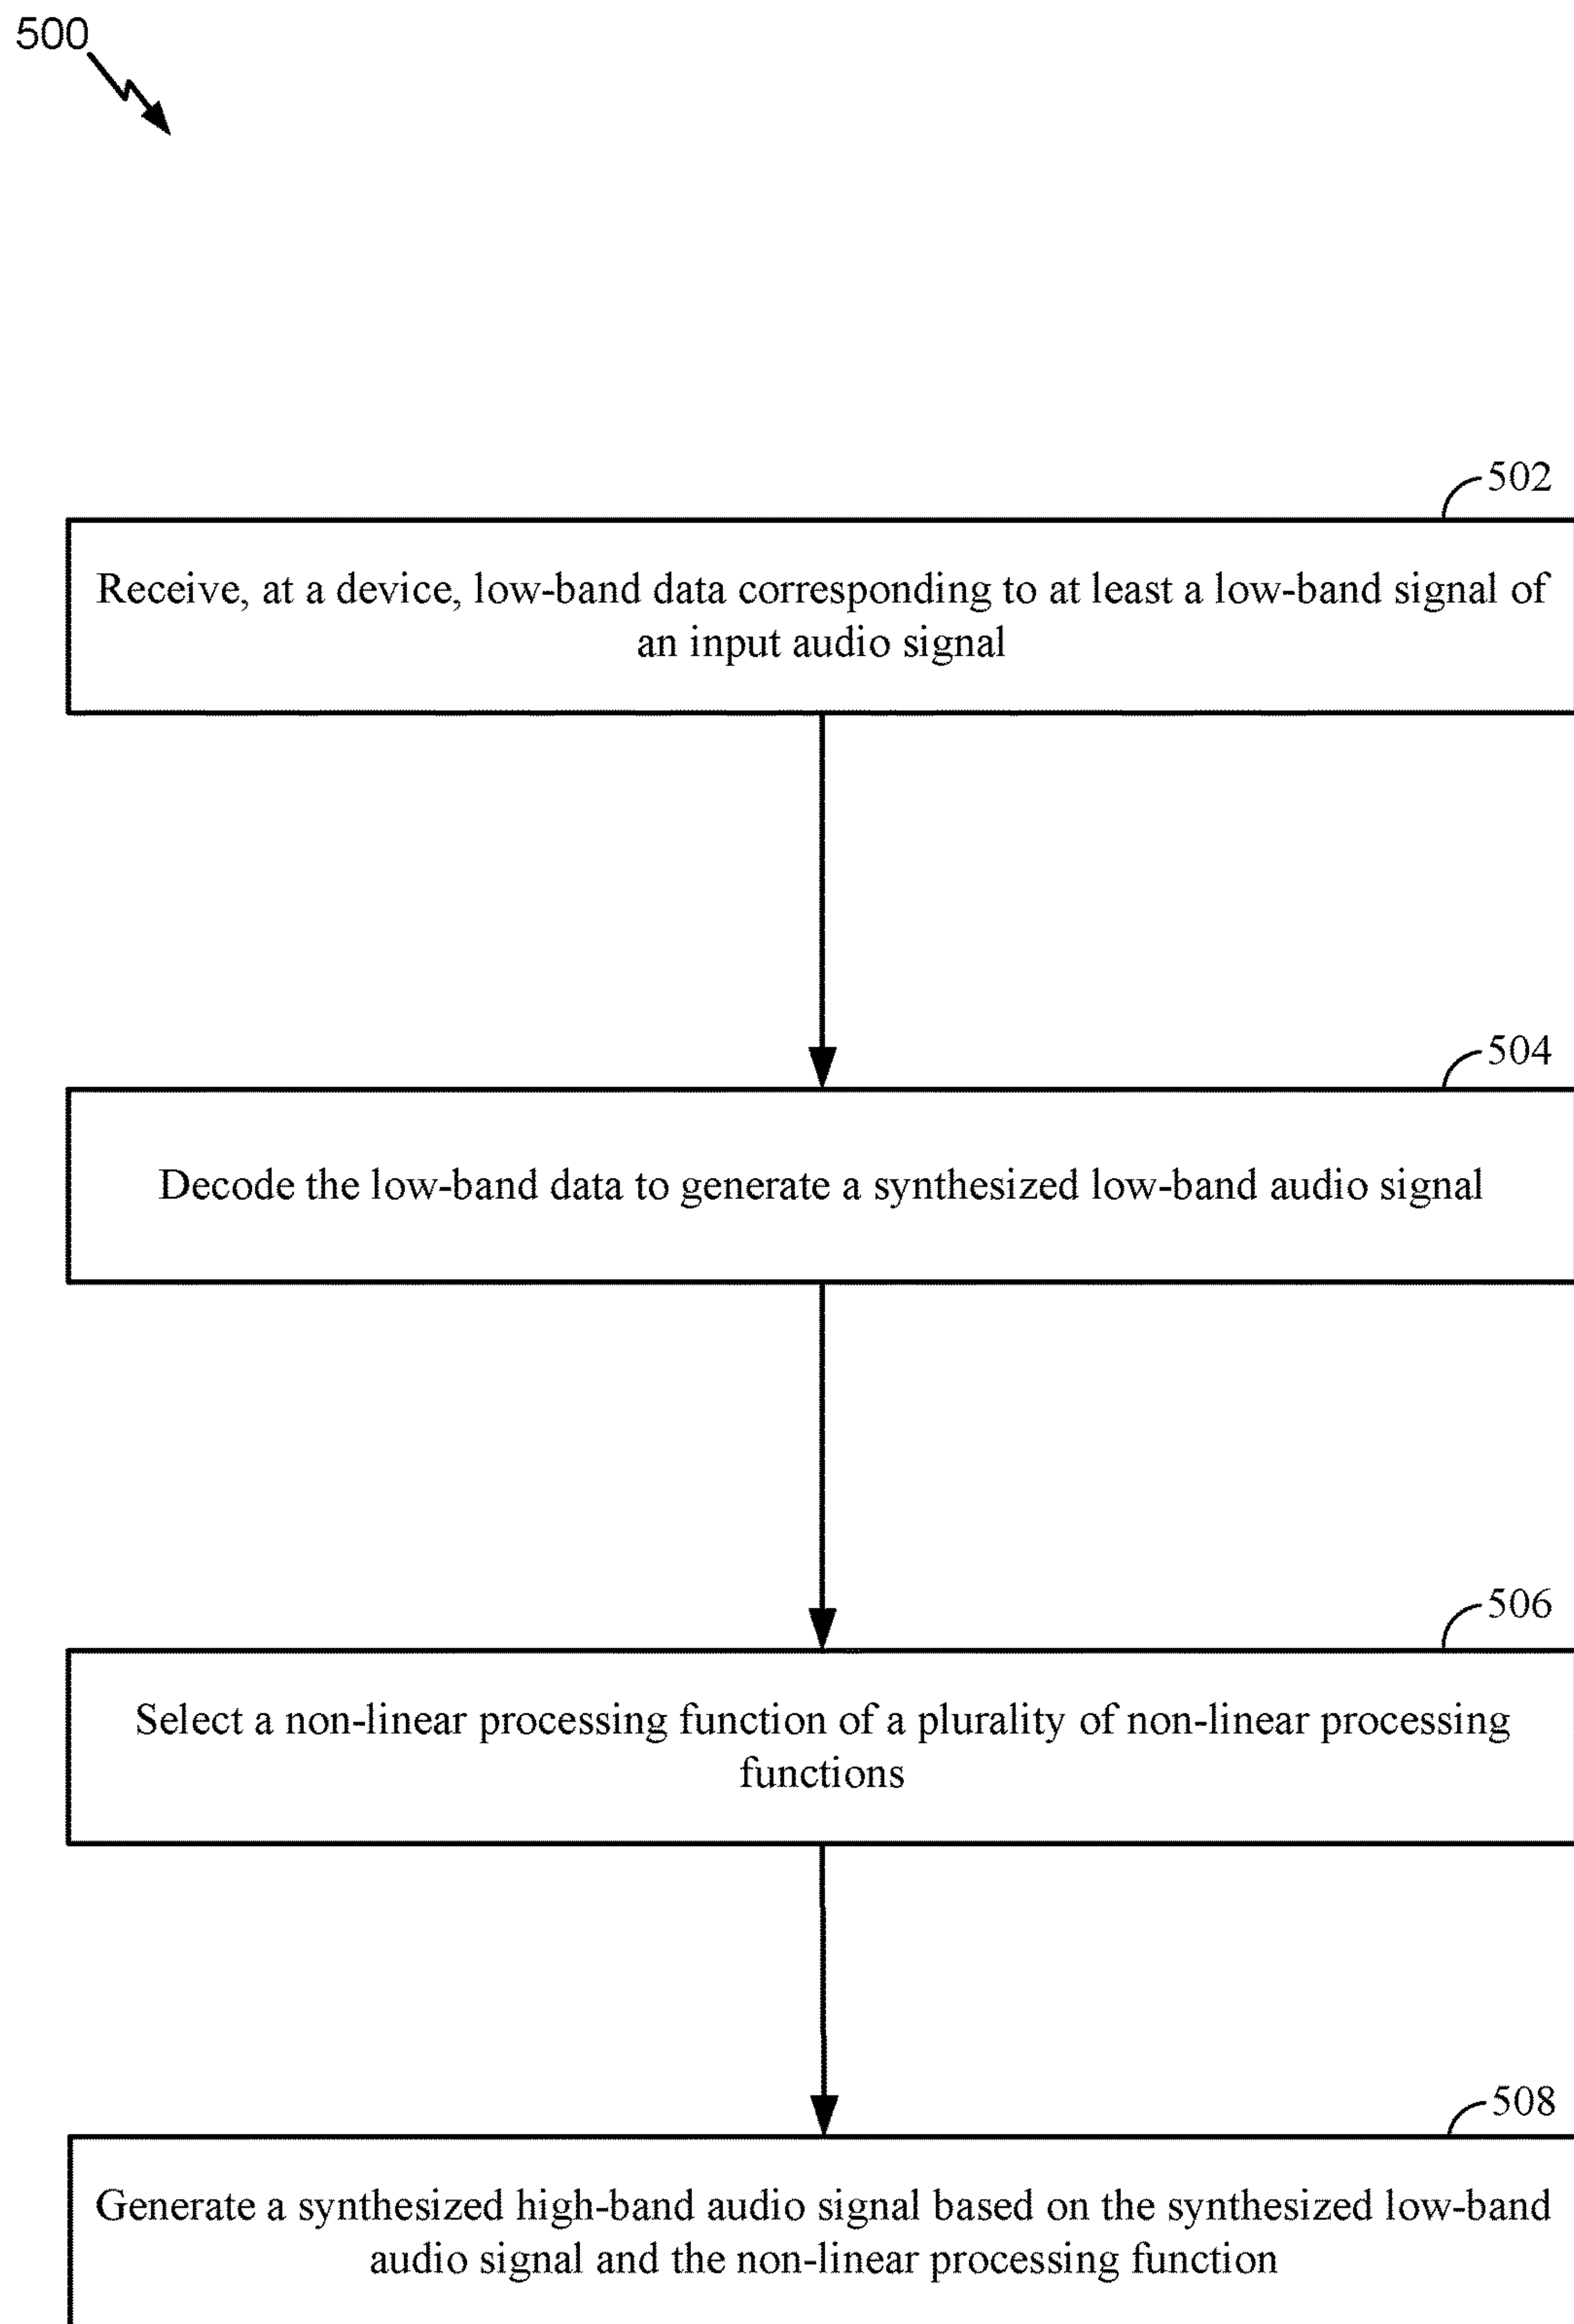 500
502
Receive, at a device, low-band data corresponding to at least a low-band signal of
an input audio signal
504
Decode the low-band data to generate a synthesized low-band audio signal
506
Select a non-linear processing function of a plurality of non-linear processing
functions
508
Generate a synthesized high-band audio signal based on the synthesized low-band
audio signal and the non-linear processing function